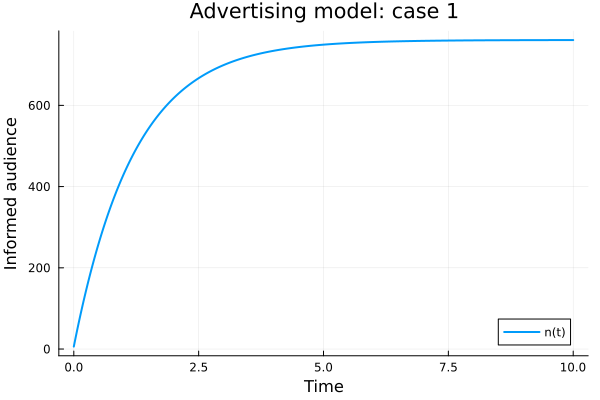 Advertising model: case 1
Informed audience
600
400
200
0
n(t)
0.0 2.5 5.0 7.5 10.0
Time